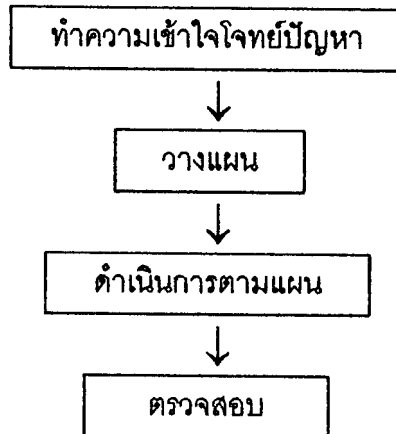 ทำความเข้าใจโจทย์ปัญหา
วางแผน
ดำเนินการตามแผน
ตรวจสอบ